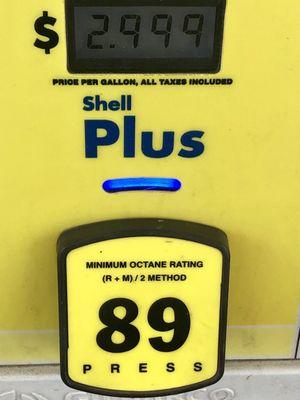 $ 2.999
PRICE PER GALLON, ALL TAXES INCLUDED
Shell
Plus
MINIMUM OCTANE RATING
(R + M) / 2 METHOD
89
PRESS